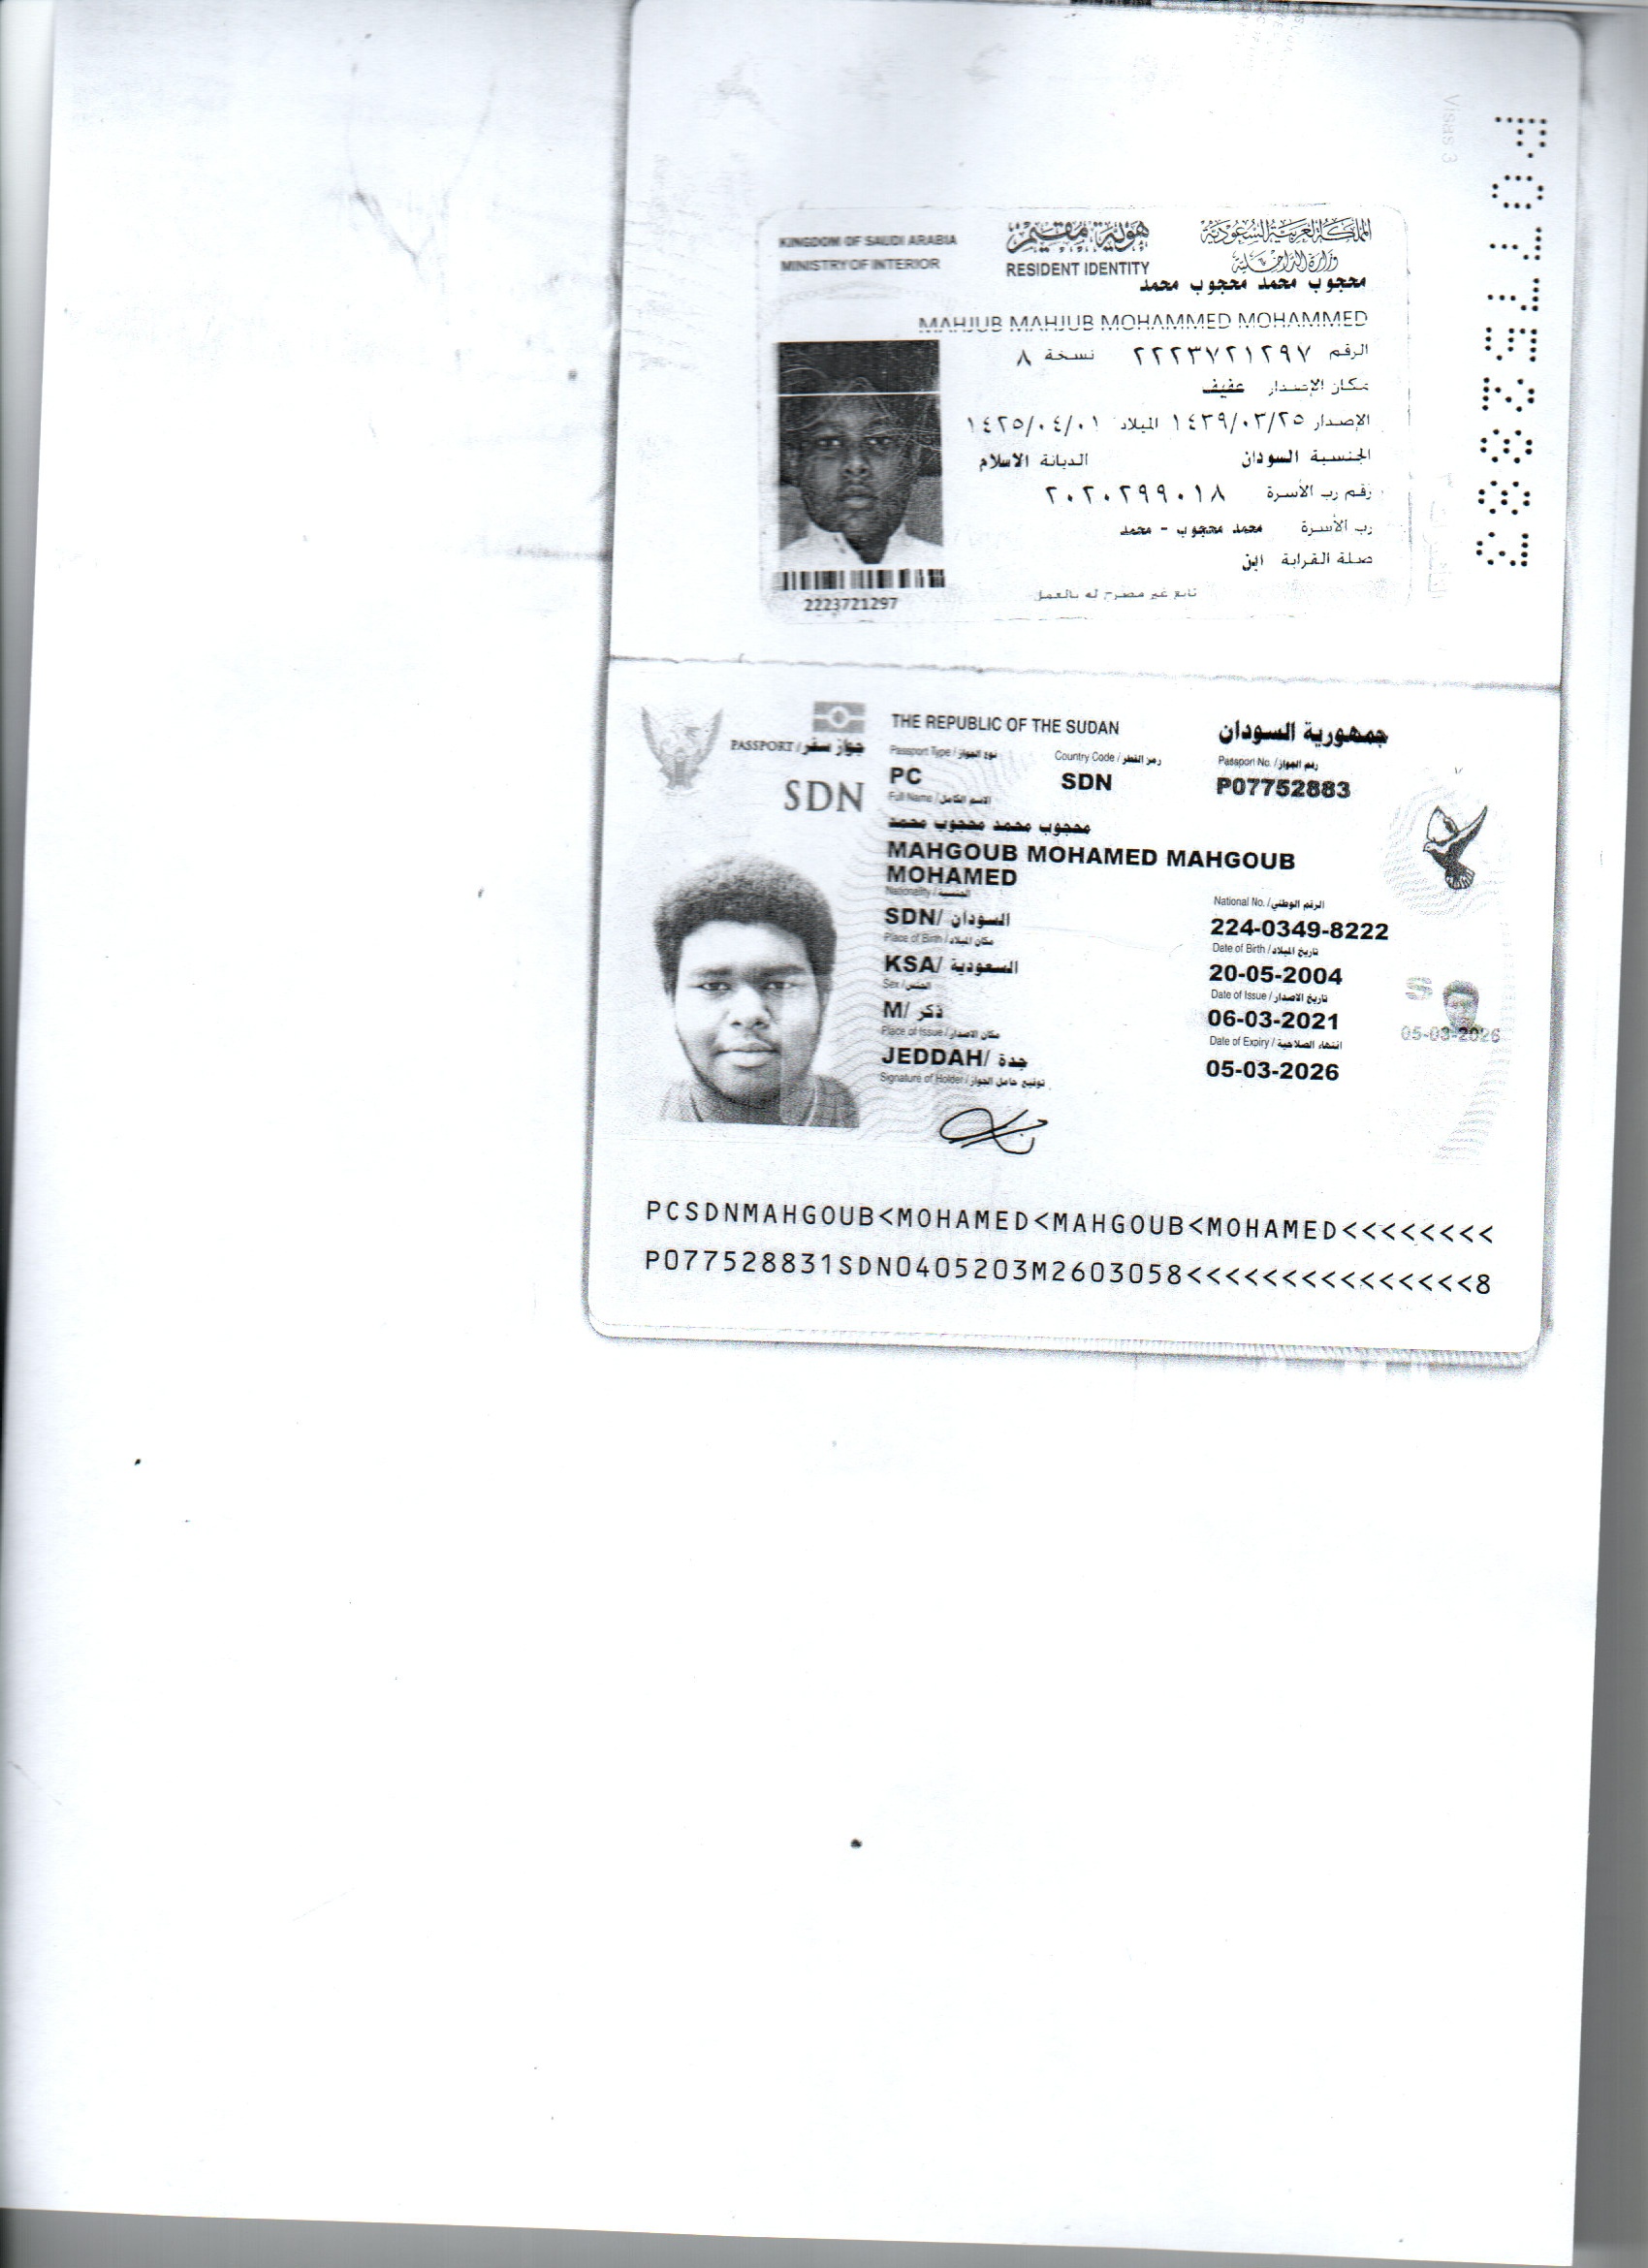 Visas 3
P07752883
KINGDOM OF SAUDI ARABIA
MINISTRY OF INTERIOR
هوية مقيم
RESIDENT IDENTITY
المملكة العربية السعودية
وزارة الداخلية
محجوب محمد محجوب محمد
MAHJUB MAHJUB MOHAMMED MOHAMMED
الرقم ٢٢٢٣٧٢١٢٩٧ نسخة ٨
مكان الإصدار عفيف
الإصدار ١٤٣٩/٠٣/٢٥ الميلاد ١٤٢٥/٠٤/٠١
الجنسية السودان الديانة الاسلام
رقم رب الأسرة ٢٠٢٠٢٩٩٠١٨
رب الأسرة محمد محجوب - محمد
صلة القرابة ابن
تابع غير مصرح له بالعمل
2223721297
PASSPORT/جواز سفر
SDN
THE REPUBLIC OF THE SUDAN
جمهورية السودان
Passport Type/نوع الجواز Country Code/رمز القطر Passport No./رقم الجواز
PC SDN P07752883
Full Name/الاسم الكامل
محجوب محمد محجوب محمد
MAHGOUB MOHAMED MAHGOUB
MOHAMED
Nationality/الجنسية National No./الرقم الوطني
SDN/ السودان 224-0349-8222
Place of Birth/مكان الميلاد Date of Birth/تاريخ الميلاد
KSA/ السعودية 20-05-2004
Sex/الجنس Date of Issue/تاريخ الاصدار
M/ ذكر 06-03-2021
Place of Issue/مكان الاصدار Date of Expiry/انتهاء الصلاحية
JEDDAH/ جدة 05-03-2026
Signature of Holder/توقيع حامل الجواز
S
05-03-2026
PCSDNMAHGOUB<MOHAMED<MAHGOUB<MOHAMED<<<<<<<<
P077528831SDN0405203M2603058<<<<<<<<<<<<<<<8